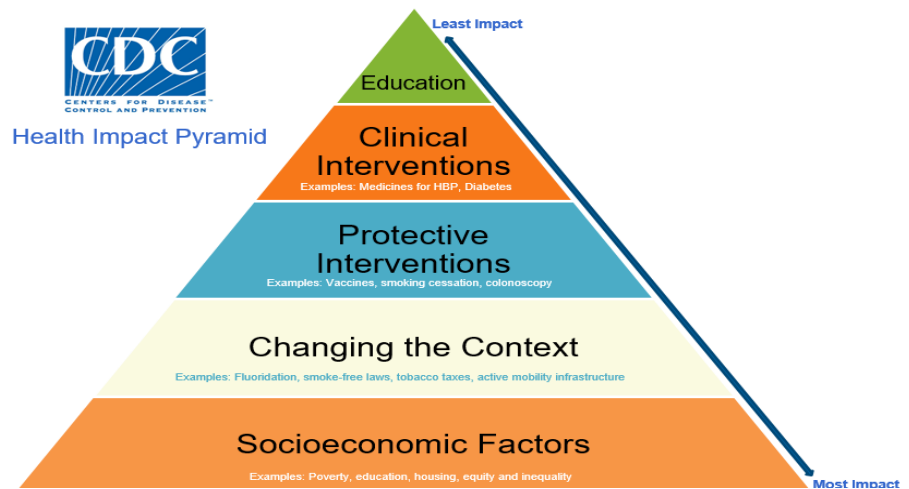 Least Impact
CDC
CENTERS FOR DISEASE™
CONTROL AND PREVENTION
Health Impact Pyramid
Education
Clinical
Interventions
Examples: Medicines for HBP, Diabetes
Protective
Interventions
Examples: Vaccines, smoking cessation, colonoscopy
Changing the Context
Examples: Fluoridation, smoke-free laws, tobacco taxes, active mobility infrastructure
Socioeconomic Factors
Examples: Poverty, education, housing, equity and inequality
Most Impact